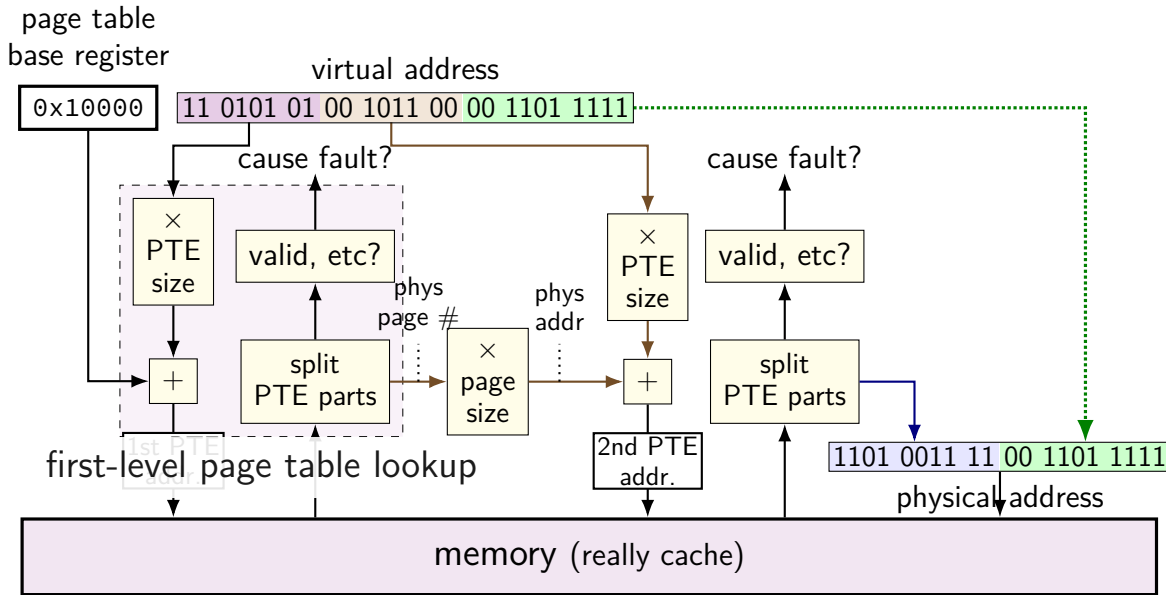 page table
base register
0x10000
virtual address
11 0101 01 00 1011 00 00 1101 1111
cause fault?
cause fault?
×
PTE
size
valid, etc?
phys
page #
phys
addr
×
PTE
size
valid, etc?
+
split
PTE parts
×
page
size
+
split
PTE parts
1st PTE
addr.
first-level page table lookup
2nd PTE
addr.
1101 0011 11 00 1101 1111
physical address
memory (really cache)